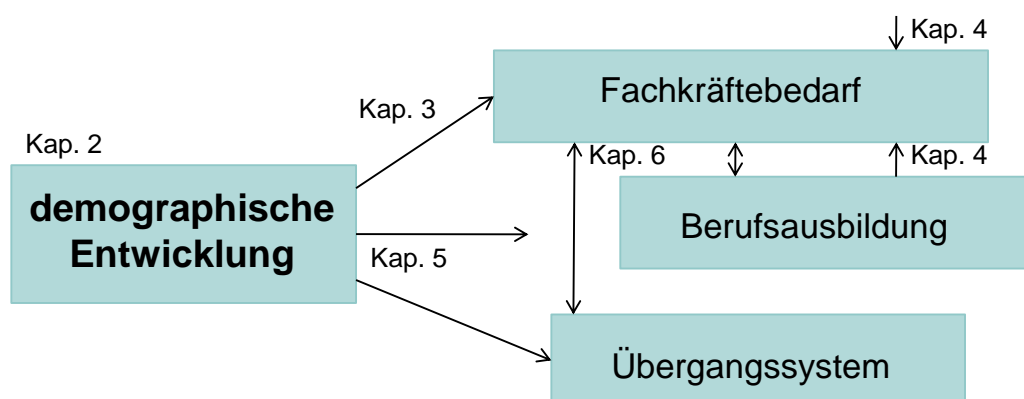 Kap. 4
Fachkräftebedarf
Kap. 3
Kap. 2
Kap. 6
Kap. 4
demographische
Entwicklung
Berufsausbildung
Kap. 5
Übergangssystem